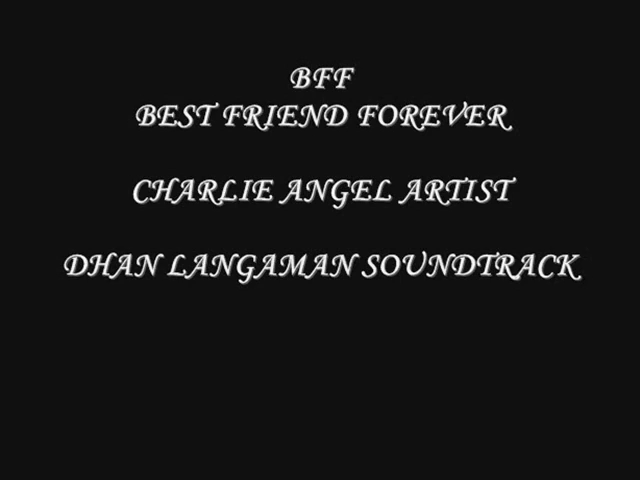 BFF
BEST FRIEND FOREVER
CHARLIE ANGEL ARTIST
DHAN LANGAMAN SOUNDTRACK